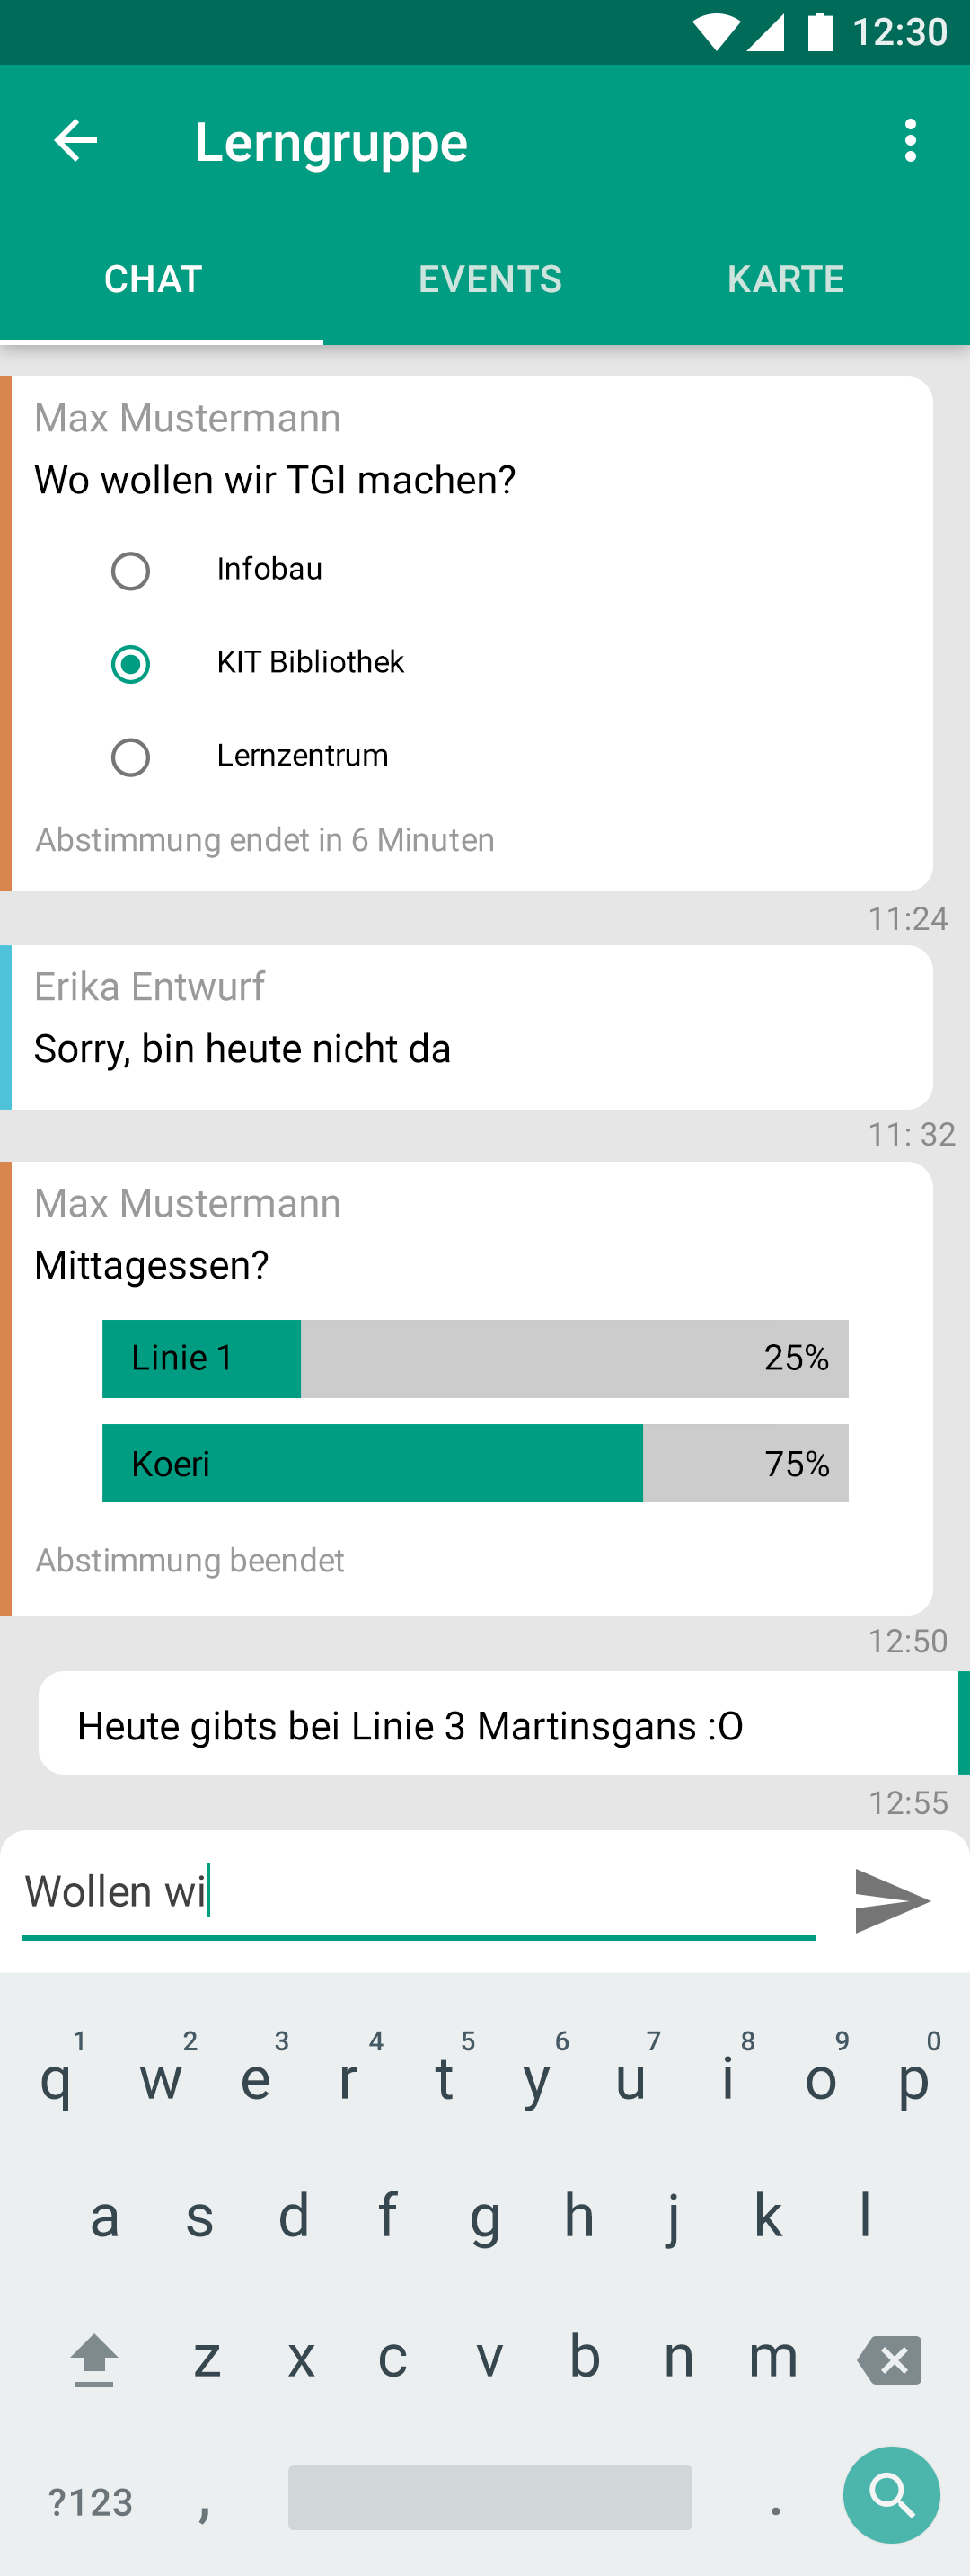 12:30
Lerngruppe
CHAT EVENTS KARTE
Max Mustermann
Wo wollen wir TGI machen?
Infobau
KIT Bibliothek
Lernzentrum
Abstimmung endet in 6 Minuten
11:24
Erika Entwurf
Sorry, bin heute nicht da
11: 32
Max Mustermann
Mittagessen?
Linie 1 25%
Koeri 75%
Abstimmung beendet
12:50
Heute gibts bei Linie 3 Martinsgans :O
12:55
Wollen wi
1 2 3 4 5 6 7 8 9 0
q w e r t y u i o p
a s d f g h j k l
z x c v b n m
?123 , .